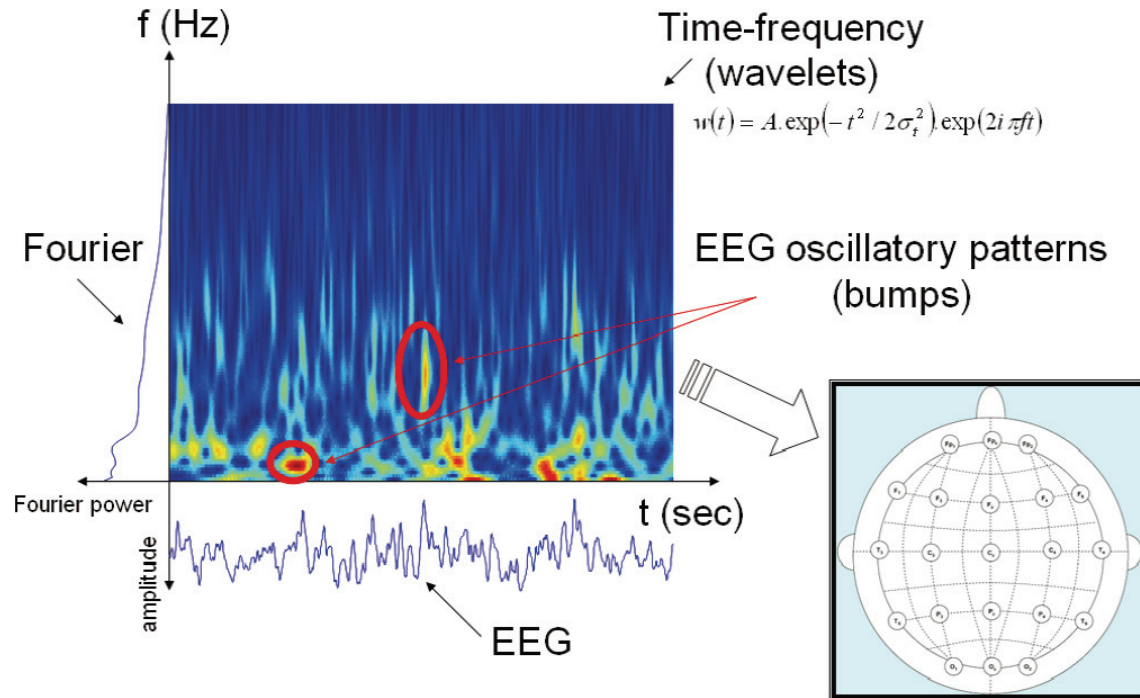 f (Hz)
Time-frequency
(wavelets)
w(t) = A.exp(-t² / 2σₜ²).exp(2iπft)
Fourier
EEG oscillatory patterns
(bumps)
Fourier power
t (sec)
amplitude
EEG